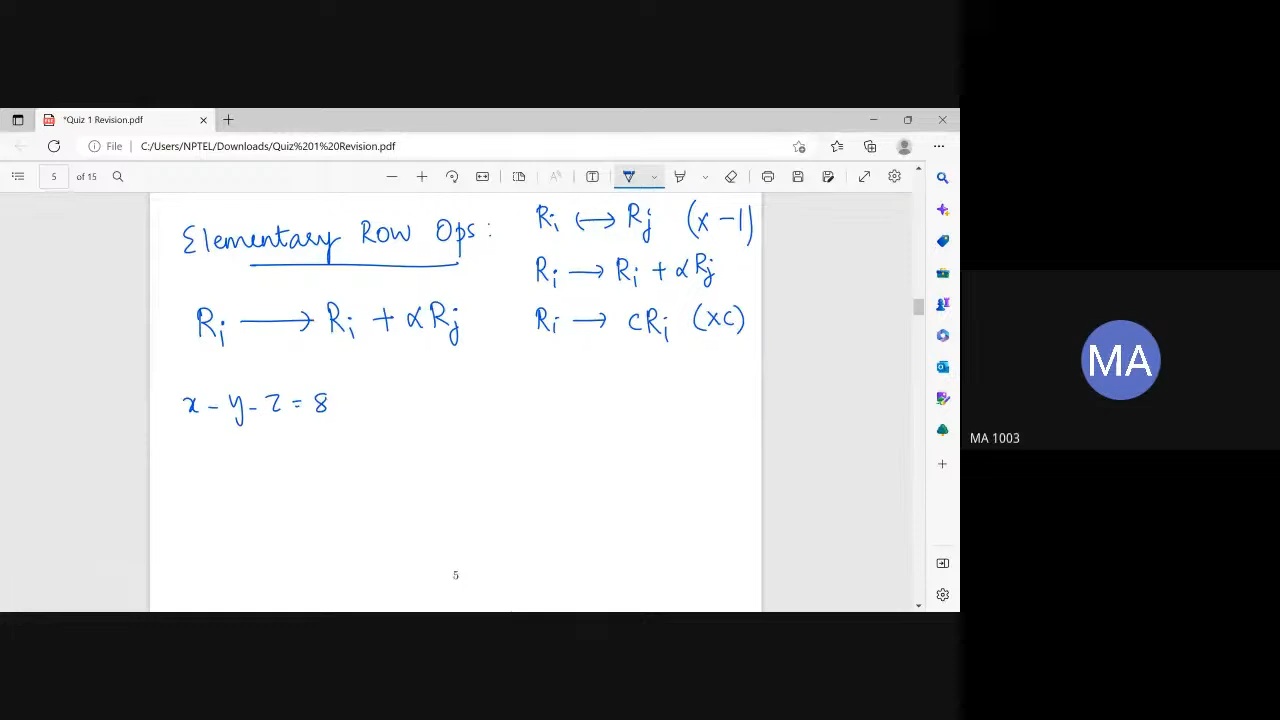 *Quiz 1 Revision.pdf
File C:/Users/NPTEL/Downloads/Quiz%201%20Revision.pdf
5 of 15
Elementary Row Ops:
Ri ↔ Rj (x -1)
Ri → Ri + αRj
Ri → cRi (xc)
Ri → Ri + αRj
x - y - z = 8
5
MA
MA 1003